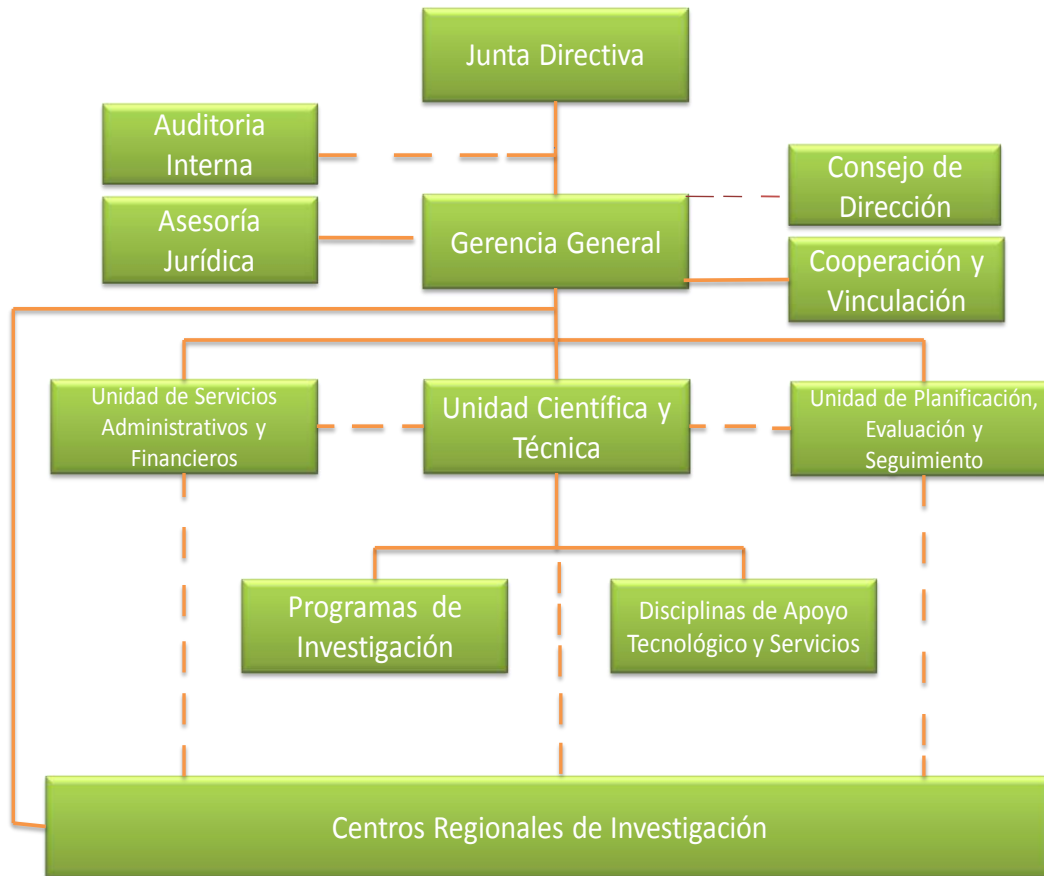 Junta Directiva
Auditoria
Interna
Consejo de
Dirección
Asesoría
Jurídica
Gerencia General
Cooperación y
Vinculación
Unidad de Servicios
Administrativos y
Financieros
Unidad Científica y
Técnica
Unidad de Planificación,
Evaluación y
Seguimiento
Programas de
Investigación
Disciplinas de Apoyo
Tecnológico y Servicios
Centros Regionales de Investigación